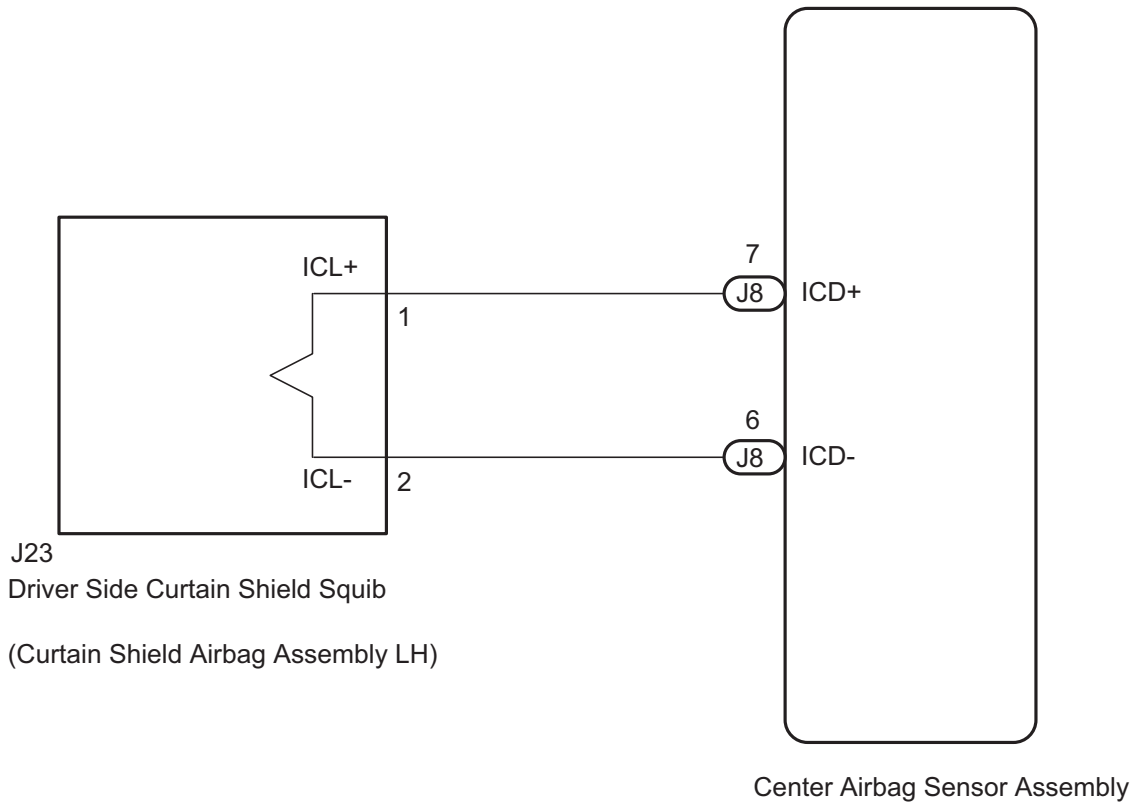 ICL+
1
ICL-
2
J23
Driver Side Curtain Shield Squib
(Curtain Shield Airbag Assembly LH)
7
J8
ICD+
6
J8
ICD-
Center Airbag Sensor Assembly